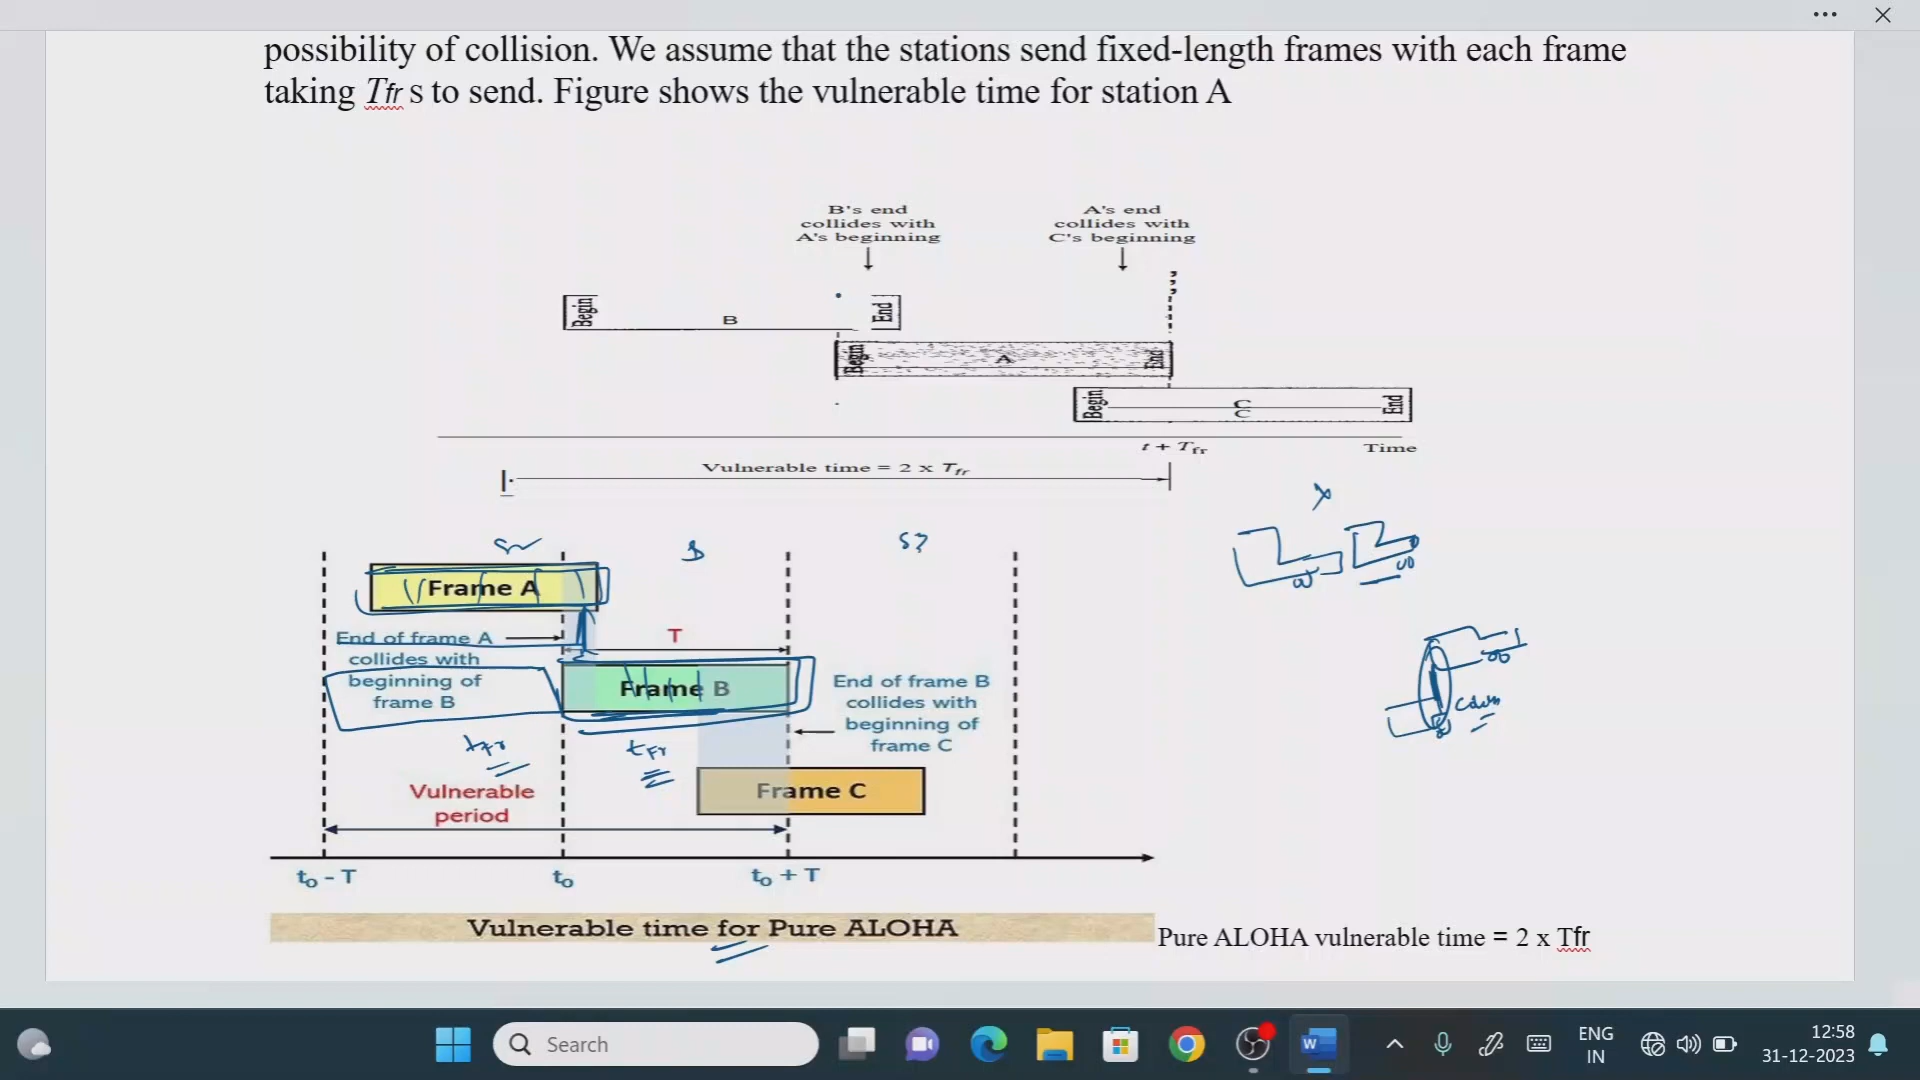 possibility of collision. We assume that the stations send fixed-length frames with each frame
taking Tfr s to send. Figure shows the vulnerable time for station A
B's end
collides with
A's beginning
A's end
collides with
C's beginning
Begin
B
End
Begin
A
End
Begin
C
C
End
t + Tfr
Time
Vulnerable time = 2 x Tfr
Frame A
End of frame A
collides with
beginning of
frame B
T
Frame B
End of frame B
collides with
beginning of
frame C
tfr
tfr
Frame C
Vulnerable
period
t₀ - T
t₀
t₀ + T
Vulnerable time for Pure ALOHA
Pure ALOHA vulnerable time = 2 x Tfr
Search
ENG
IN
12:58
31-12-2023